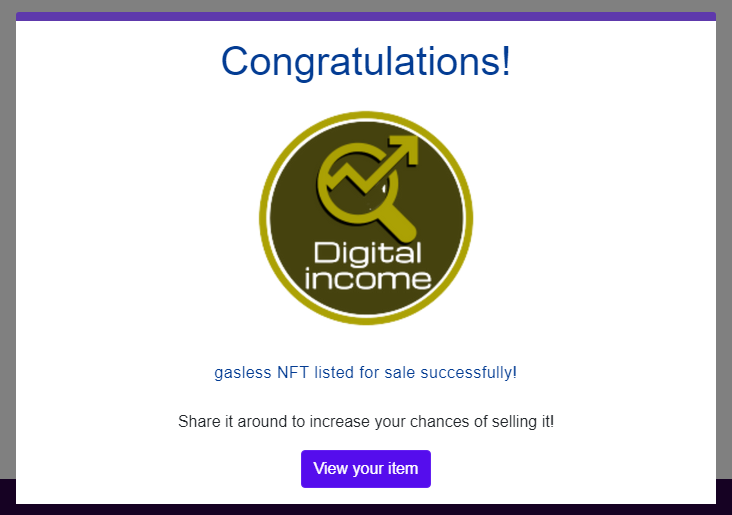 Congratulations!
Digital
income
gasless NFT listed for sale successfully!
Share it around to increase your chances of selling it!
View your item